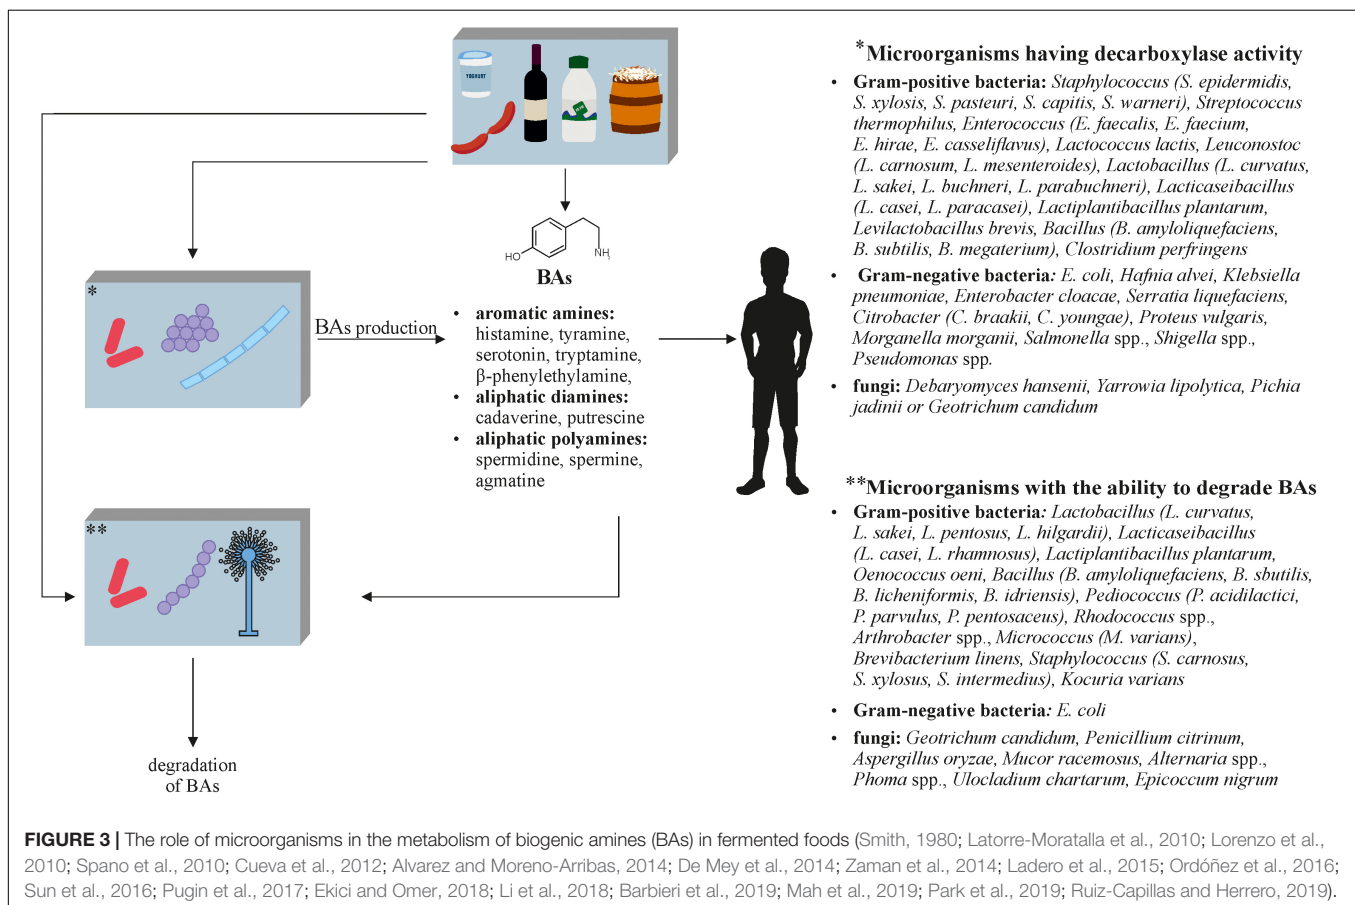 YOGHURT
MILK
HO
NH2
BAs
*
BAs production
• aromatic amines:
histamine, tyramine,
serotonin, tryptamine,
β-phenylethylamine,
• aliphatic diamines:
cadaverine, putrescine
• aliphatic polyamines:
spermidine, spermine,
agmatine
**
degradation
of BAs
*Microorganisms having decarboxylase activity
• Gram-positive bacteria: Staphylococcus (S. epidermidis,
S. xylosis, S. pasteuri, S. capitis, S. warneri), Streptococcus
thermophilus, Enterococcus (E. faecalis, E. faecium,
E. hirae, E. casseliflavus), Lactococcus lactis, Leuconostoc
(L. carnosum, L. mesenteroides), Lactobacillus (L. curvatus,
L. sakei, L. buchneri, L. parabuchneri), Lacticaseibacillus
(L. casei, L. paracasei), Lactiplantibacillus plantarum,
Levilactobacillus brevis, Bacillus (B. amyloliquefaciens,
B. subtilis, B. megaterium), Clostridium perfringens
• Gram-negative bacteria: E. coli, Hafnia alvei, Klebsiella
pneumoniae, Enterobacter cloacae, Serratia liquefaciens,
Citrobacter (C. braakii, C. youngae), Proteus vulgaris,
Morganella morganii, Salmonella spp., Shigella spp.,
Pseudomonas spp.
• fungi: Debaryomyces hansenii, Yarrowia lipolytica, Pichia
jadinii or Geotrichum candidum
**Microorganisms with the ability to degrade BAs
• Gram-positive bacteria: Lactobacillus (L. curvatus,
L. sakei, L. pentosus, L. hilgardii), Lacticaseibacillus
(L. casei, L. rhamnosus), Lactiplantibacillus plantarum,
Oenococcus oeni, Bacillus (B. amyloliquefaciens, B. sbutilis,
B. licheniformis, B. idriensis), Pediococcus (P. acidilactici,
P. parvulus, P. pentosaceus), Rhodococcus spp.,
Arthrobacter spp., Micrococcus (M. varians),
Brevibacterium linens, Staphylococcus (S. carnosus,
S. xylosus, S. intermedius), Kocuria varians
• Gram-negative bacteria: E. coli
• fungi: Geotrichum candidum, Penicillium citrinum,
Aspergillus oryzae, Mucor racemosus, Alternaria spp.,
Phoma spp., Ulocladium chartarum, Epicoccum nigrum
FIGURE 3 | The role of microorganisms in the metabolism of biogenic amines (BAs) in fermented foods (Smith, 1980; Latorre-Moratalla et al., 2010; Lorenzo et al.,
2010; Spano et al., 2010; Cueva et al., 2012; Alvarez and Moreno-Arribas, 2014; De Mey et al., 2014; Zaman et al., 2014; Ladero et al., 2015; Ordóñez et al., 2016;
Sun et al., 2016; Pugin et al., 2017; Ekici and Omer, 2018; Li et al., 2018; Barbieri et al., 2019; Mah et al., 2019; Park et al., 2019; Ruiz-Capillas and Herrero, 2019).